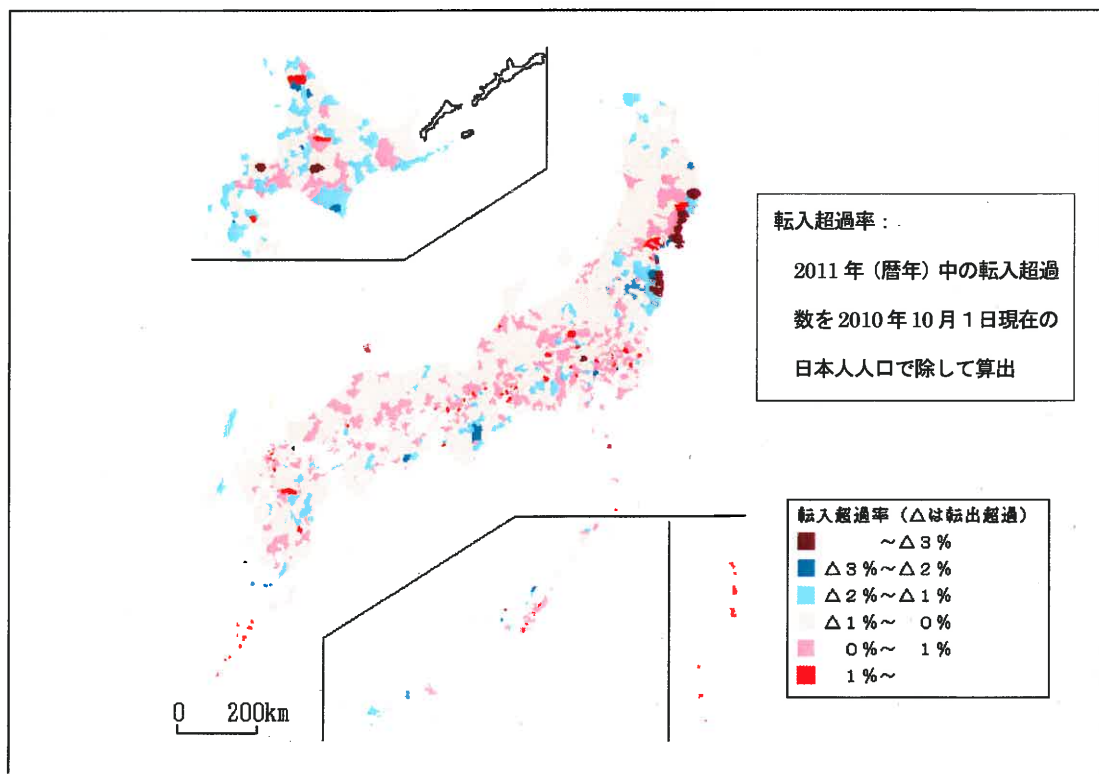 転入超過率：
2011年（暦年）中の転入超過
数を2010年10月１日現在の
日本人人口で除して算出
転入超過率（△は転出超過）
～△３％
△３％～△２％
△２％～△１％
△１％～　０％
０％～　１％
１％～
0　200km